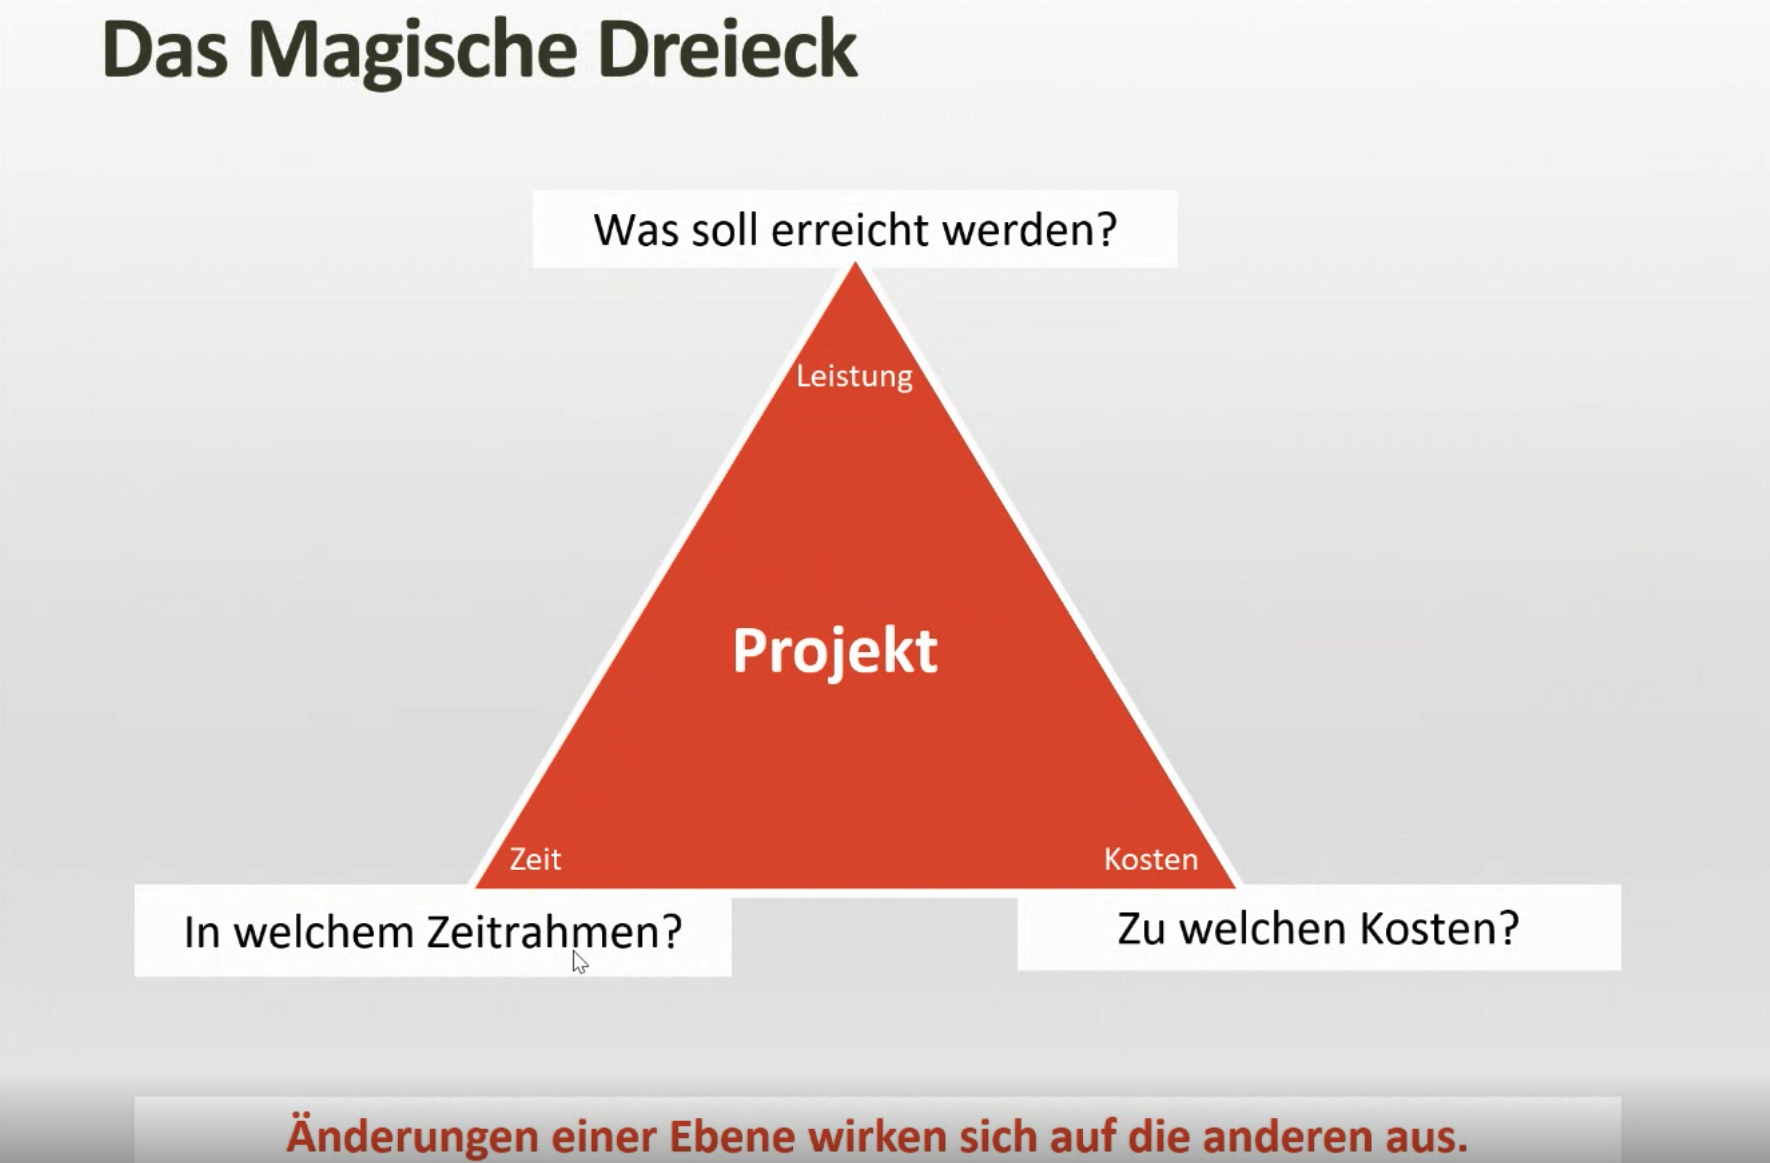 Das Magische Dreieck
Was soll erreicht werden?
Leistung
Projekt
Zeit
Kosten
In welchem Zeitrahmen?
Zu welchen Kosten?
Änderungen einer Ebene wirken sich auf die anderen aus.